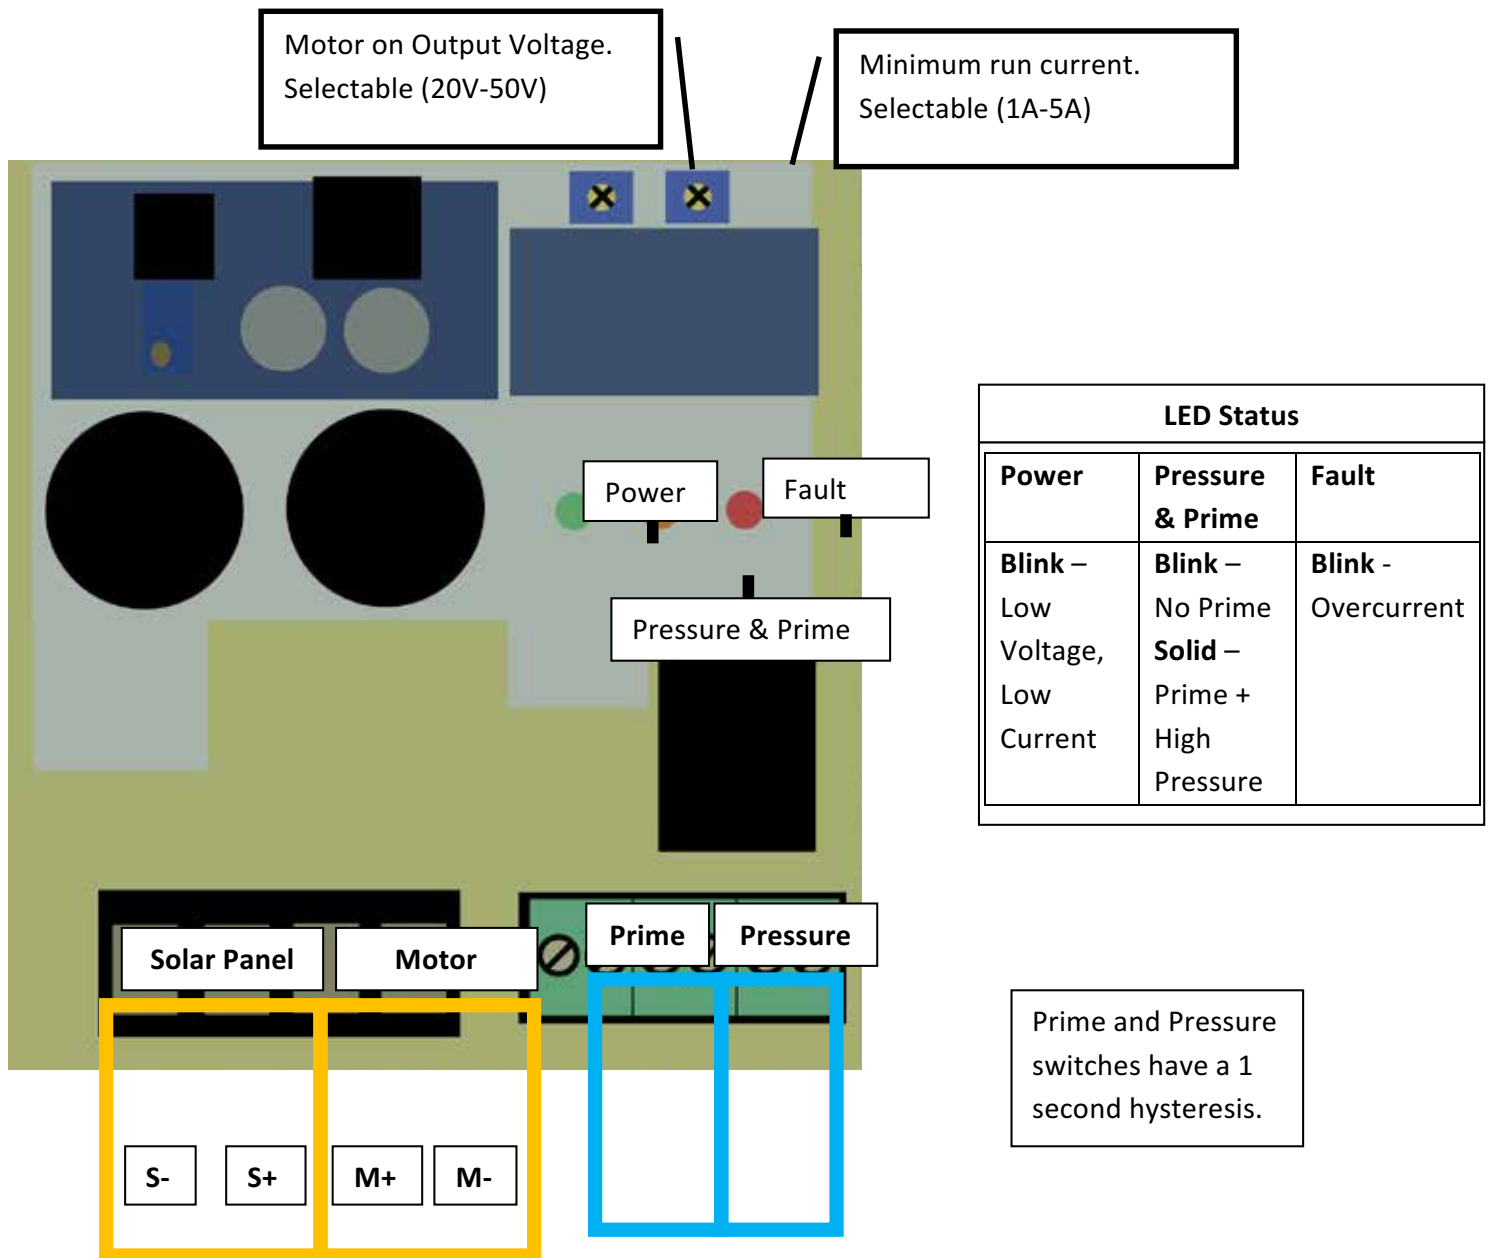 Motor on Output Voltage.
Selectable (20V-50V)
Minimum run current.
Selectable (1A-5A)
Power
Fault
Pressure & Prime
LED Status
Power
Pressure
& Prime
Fault
Blink –
Low
Voltage,
Low
Current
Blink –
No Prime
Solid –
Prime +
High
Pressure
Blink -
Overcurrent
Solar Panel
Motor
Prime
Pressure
S-
S+
M+
M-
Prime and Pressure
switches have a 1
second hysteresis.